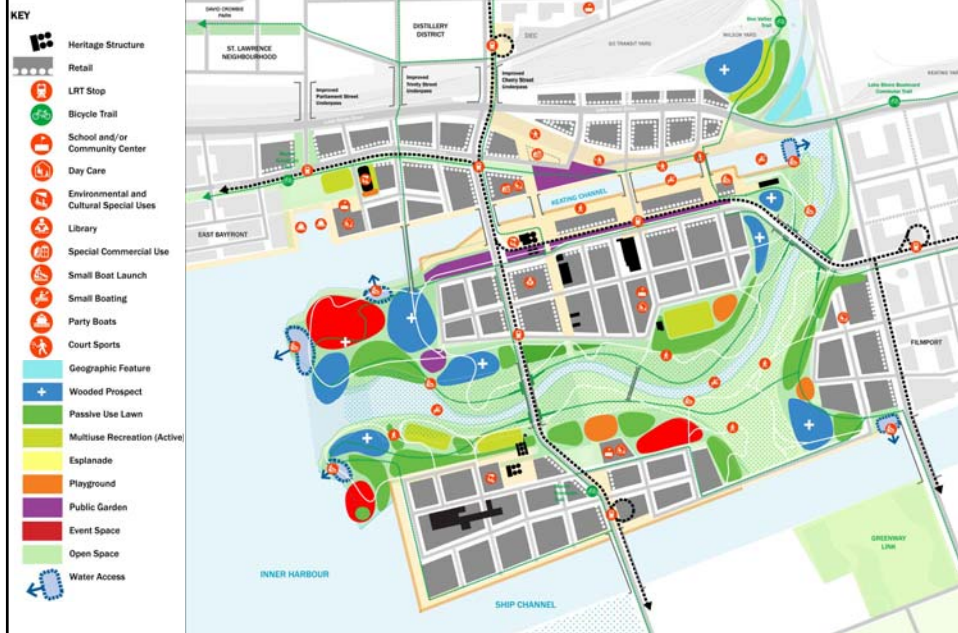 KEY
Heritage Structure
Retail
LRT Stop
Bicycle Trail
School and/or
Community Center
Day Care
Environmental and
Cultural Special Uses
Library
Special Commercial Use
Small Boat Launch
Small Boating
Party Boats
Court Sports
Geographic Feature
Wooded Prospect
Passive Use Lawn
Multiuse Recreation (Active)
Esplanade
Playground
Public Garden
Event Space
Open Space
Water Access
DAVID CROMBIE
PARK
ST. LAWRENCE
NEIGHBOURHOOD
DISTILLERY
DISTRICT
DEC
GO TRANSIT YARD
WILSON YARD
Don Valley
Trail
Improved
Parliament Street
Underpass
Improved
Trinity Street
Underpass
Improved
Cherry Street
Underpass
Lake Shore Boulevard
Commuter Trail
KEATING YAR
KEATING CHANNEL
EAST BAYFRONT
FILMPORT
GREENWAY
LINK
INNER HARBOUR
SHIP CHANNEL